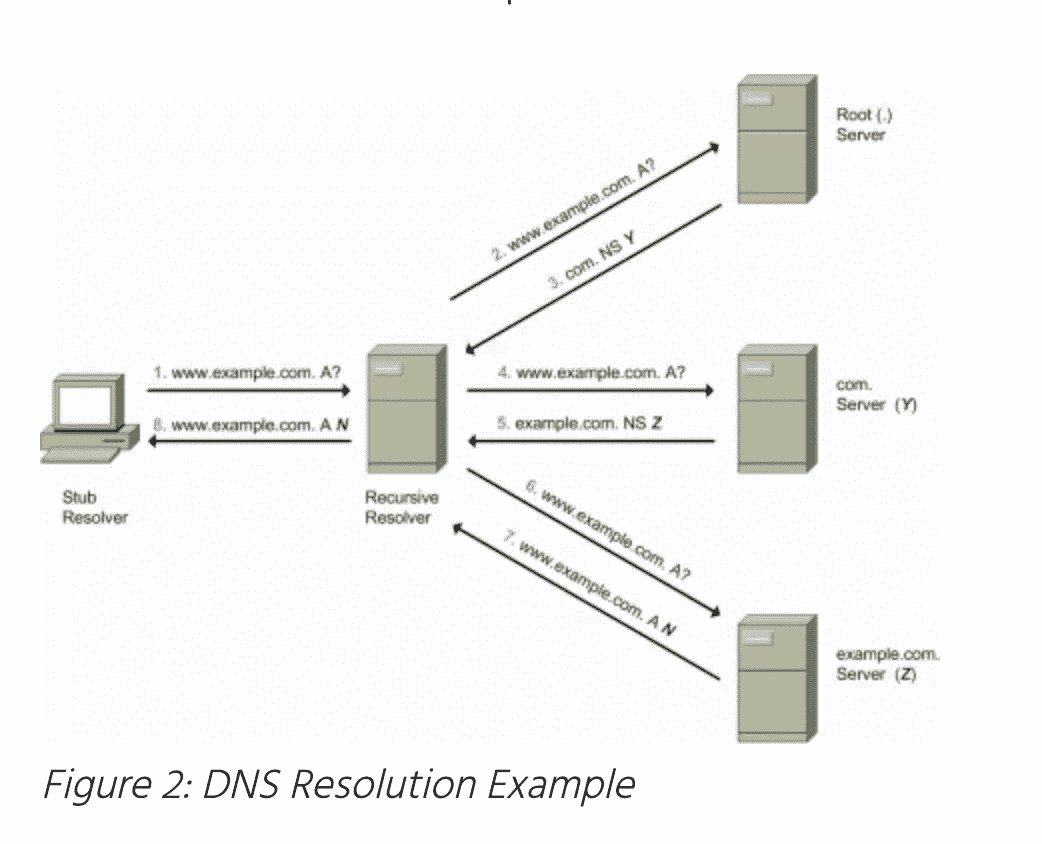 Root (.)
Server
2. www.example.com. A?
3. com. NS Y
1. www.example.com. A?
4. www.example.com. A?
com.
Server (Y)
8. www.example.com. A N
5. example.com. NS Z
Stub
Resolver
Recursive
Resolver
6. www.example.com. A?
7. www.example.com. A N
example.com.
Server (Z)
Figure 2: DNS Resolution Example